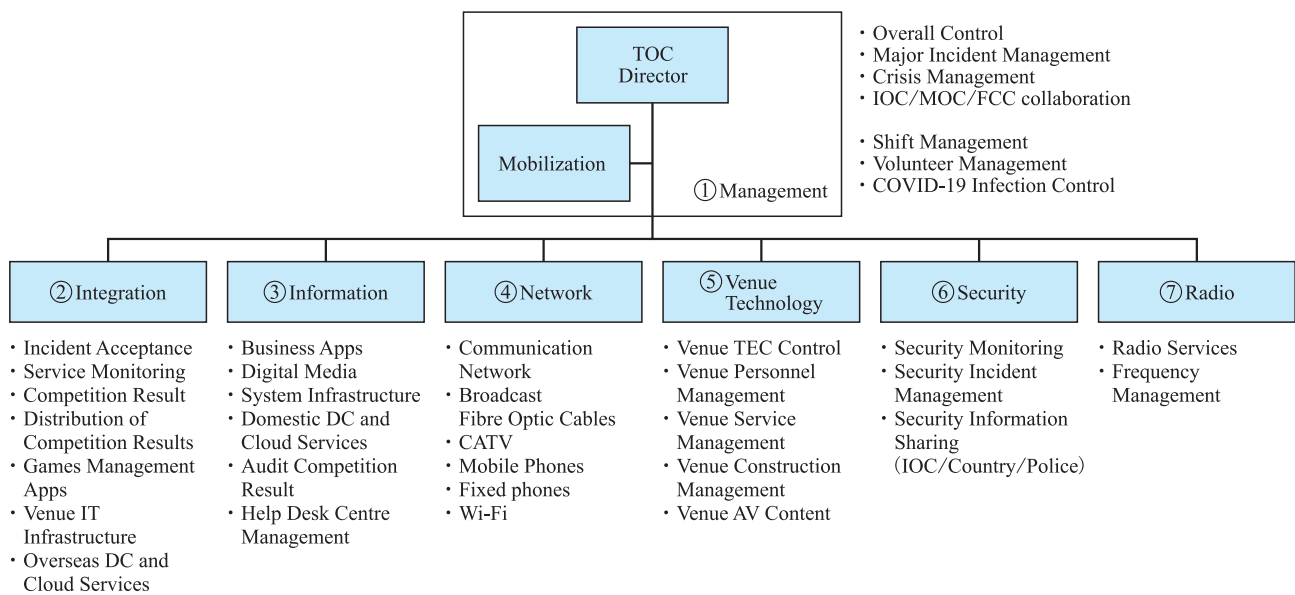 TOC
Director
Mobilization
①Management
・Overall Control
・Major Incident Management
・Crisis Management
・IOC/MOC/FCC collaboration
・Shift Management
・Volunteer Management
・COVID-19 Infection Control
②Integration
・Incident Acceptance
・Service Monitoring
・Competition Result
・Distribution of
Competition Results
・Games Management
Apps
・Venue IT
Infrastructure
・Overseas DC and
Cloud Services
③Information
・Business Apps
・Digital Media
・System Infrastructure
・Domestic DC and
Cloud Services
・Audit Competition
Result
・Help Desk Centre
Management
④Network
・Communication
Network
・Broadcast
Fibre Optic Cables
・CATV
・Mobile Phones
・Fixed phones
・Wi-Fi
⑤Venue
Technology
・Venue TEC Control
・Venue Personnel
Management
・Venue Service
Management
・Venue Construction
Management
・Venue AV Content
⑥Security
・Security Monitoring
・Security Incident
Management
・Security Information
Sharing
（IOC/Country/Police）
⑦Radio
・Radio Services
・Frequency
Management